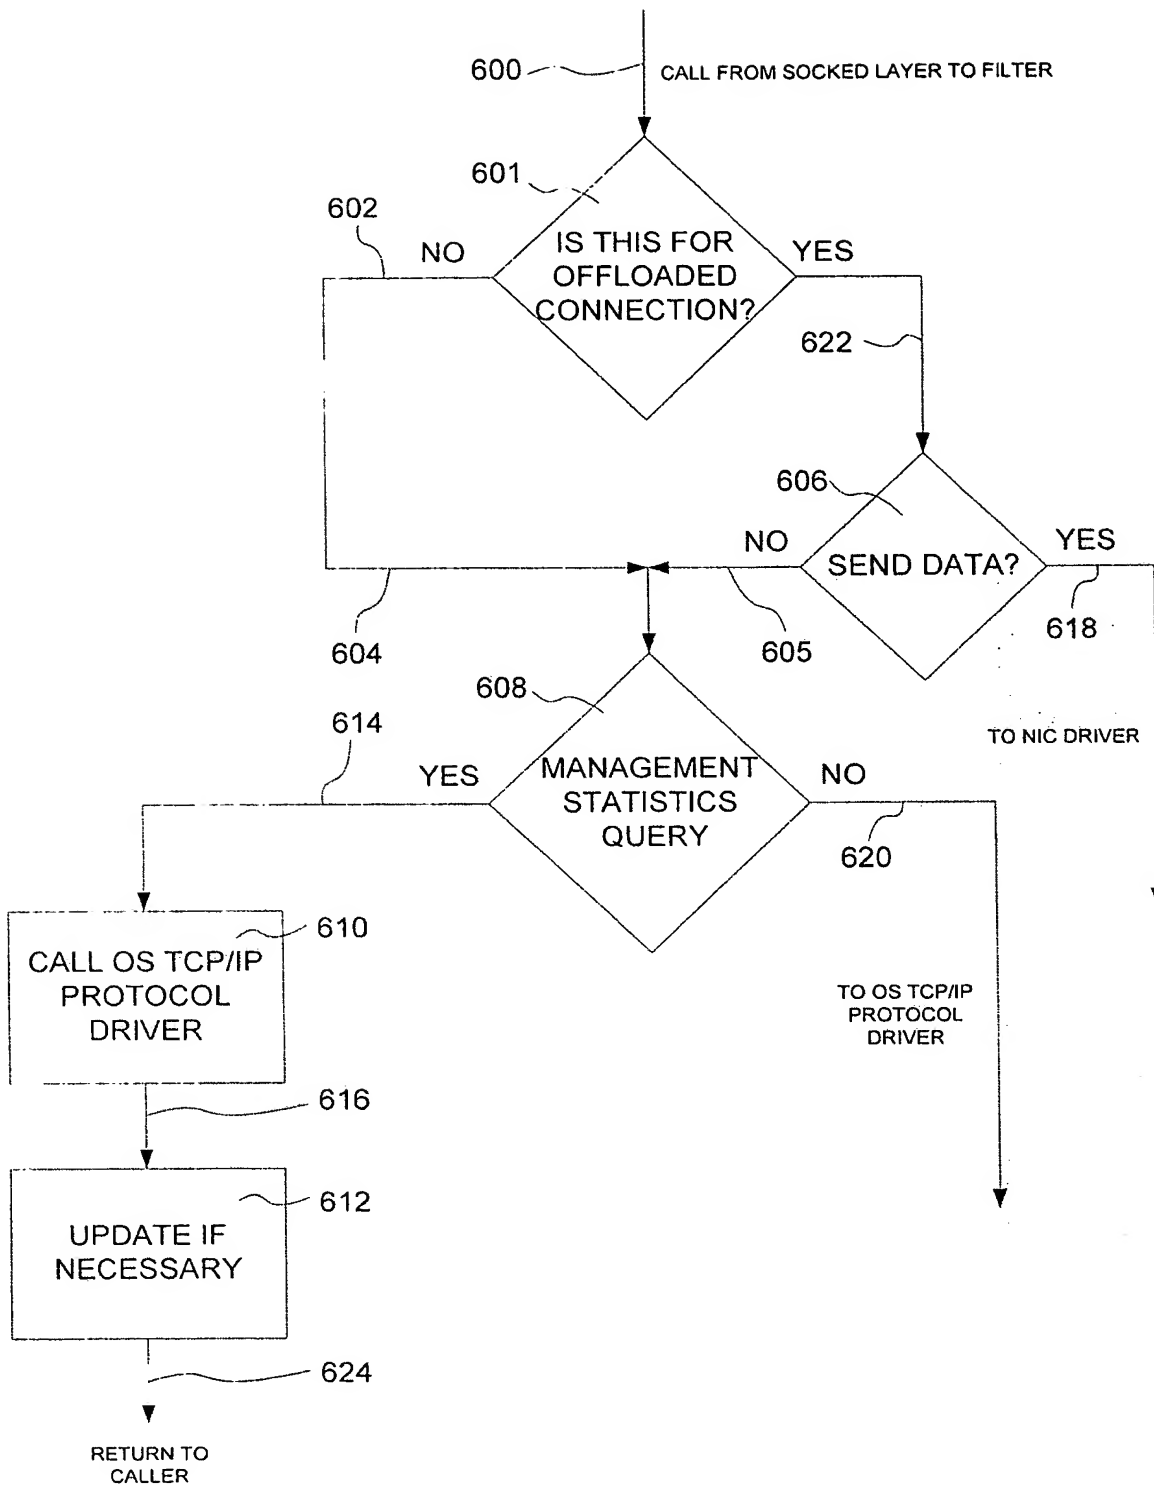 600
CALL FROM SOCKED LAYER TO FILTER
601
602
NO
IS THIS FOR
OFFLOADED
CONNECTION?
YES
622
606
NO
SEND DATA?
YES
604
605
618
608
614
TO NIC DRIVER
YES
MANAGEMENT
STATISTICS
QUERY
NO
620
610
CALL OS TCP/IP
PROTOCOL
DRIVER
TO OS TCP/IP
PROTOCOL
DRIVER
616
612
UPDATE IF
NECESSARY
624
RETURN TO
CALLER